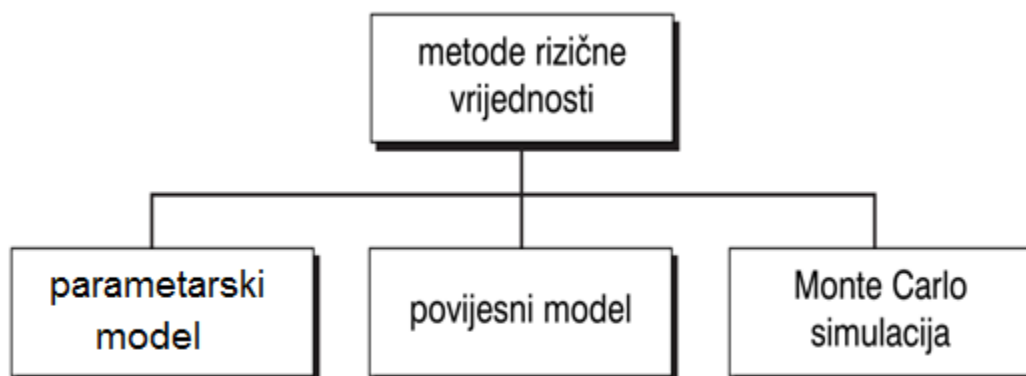 metode rizične
vrijednosti
parametarski
model
povijesni model
Monte Carlo
simulacija